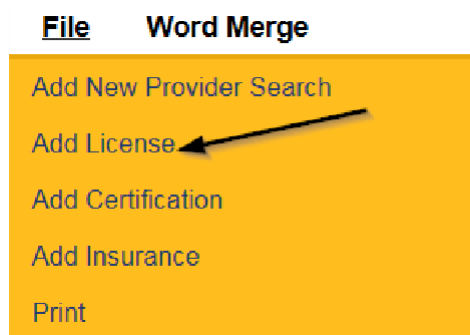 File Word Merge
Add New Provider Search
Add License
Add Certification
Add Insurance
Print